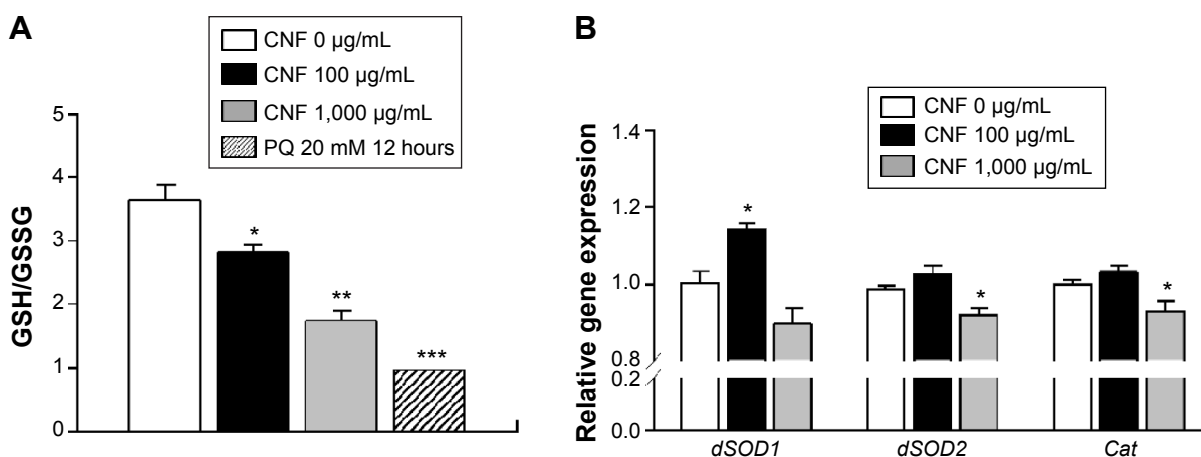 A
CNF 0 µg/mL
CNF 100 µg/mL
CNF 1,000 µg/mL
PQ 20 mM 12 hours
GSH/GSSG
5
4
3
2
1
0
*
**
***
B
CNF 0 µg/mL
CNF 100 µg/mL
CNF 1,000 µg/mL
Relative gene expression
1.4
1.2
1.0
0.8
0.2
0.0
*
*
*
dSOD1 dSOD2 Cat